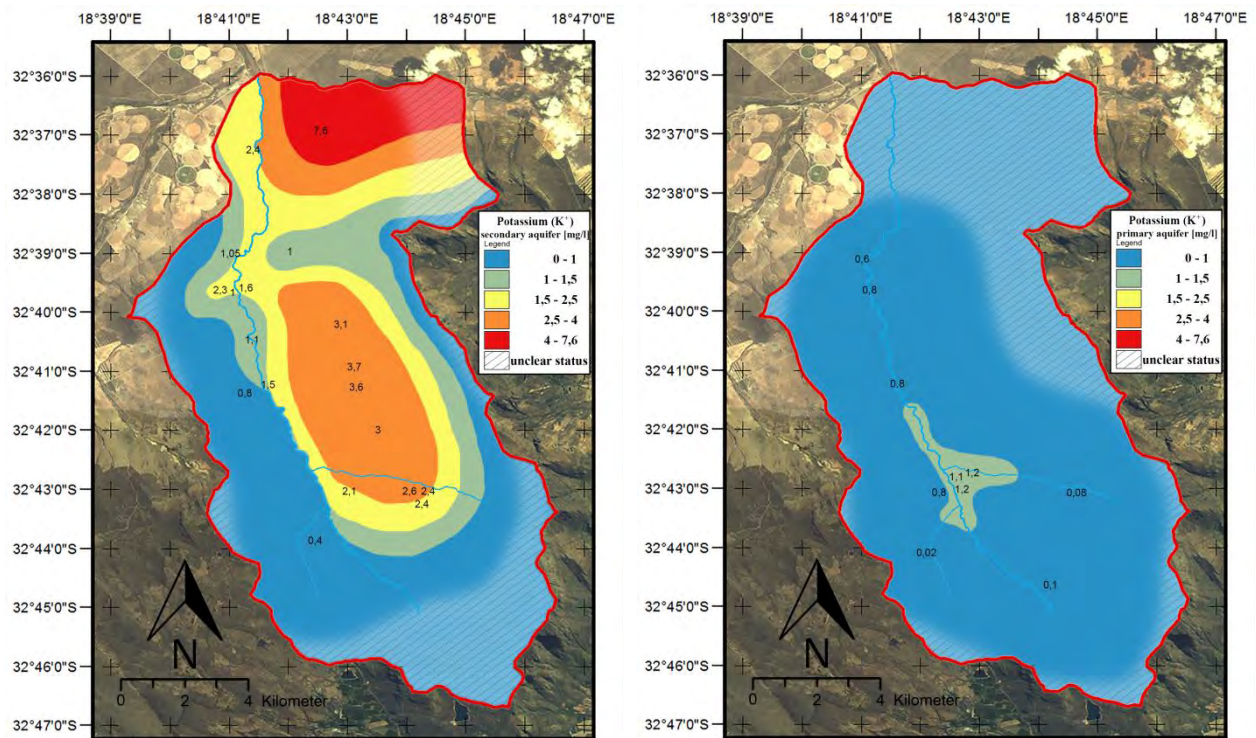 18°39'0"E 18°41'0"E 18°43'0"E 18°45'0"E 18°47'0"E
32°36'0"S
32°37'0"S
32°38'0"S
32°39'0"S
32°40'0"S
32°41'0"S
32°42'0"S
32°43'0"S
32°44'0"S
32°45'0"S
32°46'0"S
32°47'0"S
7,6
2,4
1,05
1
2,3 1 1,6
3,1
1,1
3,7
3,6
0,8 1,5
3
2,1 2,6 2,4
2,4
0,4
Potassium (K⁺)
secondary aquifer [mg/l]
Legend
0 - 1
1 - 1,5
1,5 - 2,5
2,5 - 4
4 - 7,6
unclear status
N
0 2 4 Kilometer
18°39'0"E 18°41'0"E 18°43'0"E 18°45'0"E 18°47'0"E
32°36'0"S
32°37'0"S
32°38'0"S
32°39'0"S
32°40'0"S
32°41'0"S
32°42'0"S
32°43'0"S
32°44'0"S
32°45'0"S
32°46'0"S
32°47'0"S
0,6
0,8
0,8
1,1 1,2
0,8 1,2
0,08
0,02
0,1
Potassium (K⁺)
primary aquifer [mg/l]
Legend
0 - 1
1 - 1,5
1,5 - 2,5
2,5 - 4
4 - 7,6
unclear status
N
0 2 4 Kilometer